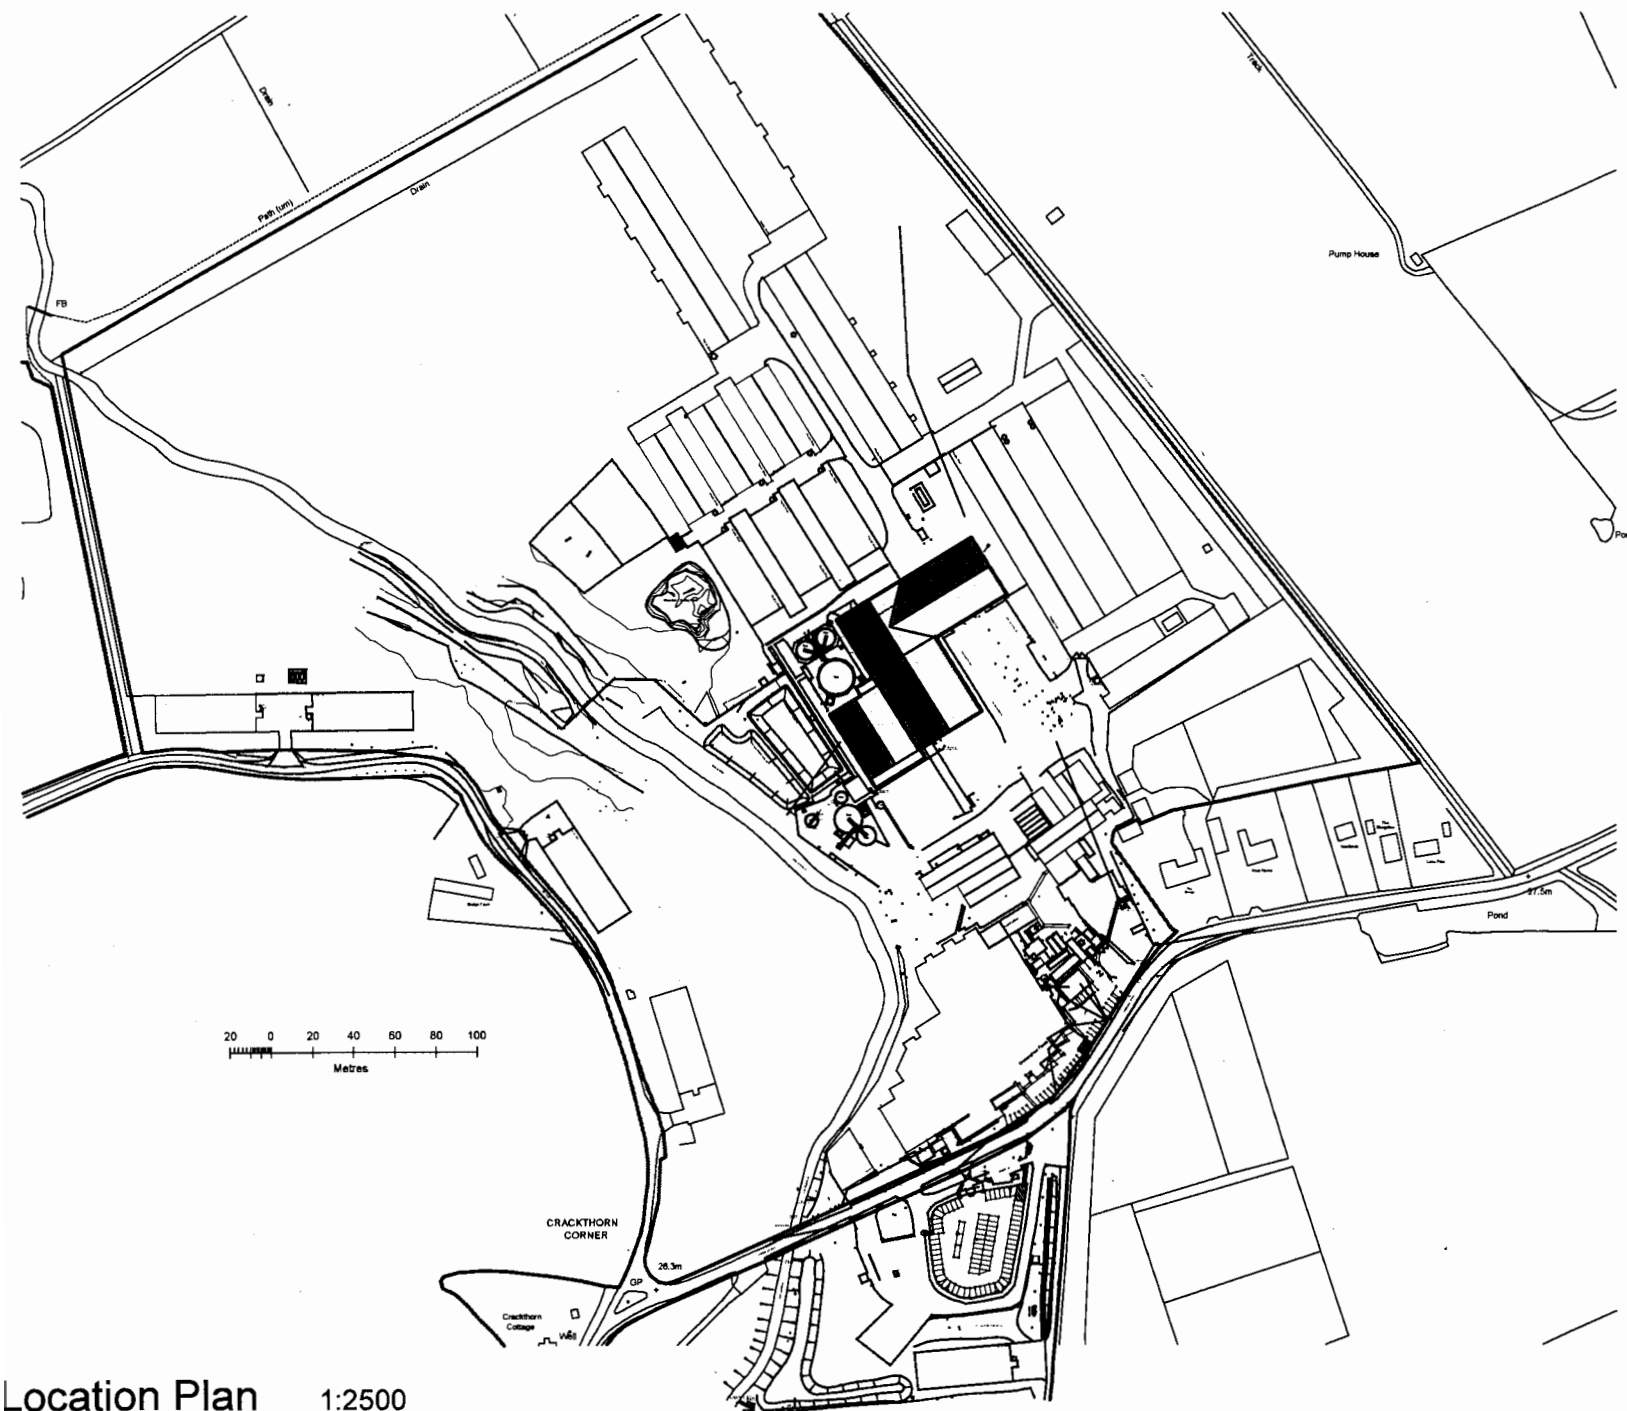 Track
Drain
Path (um)
Drain
Pump House
FB
27.5m
Pond
20 0 20 40 60 80 100
Metres
CRACKTHORN
CORNER
26.3m
GP
Crackthorn
Cottage
Well
Location Plan 1:2500